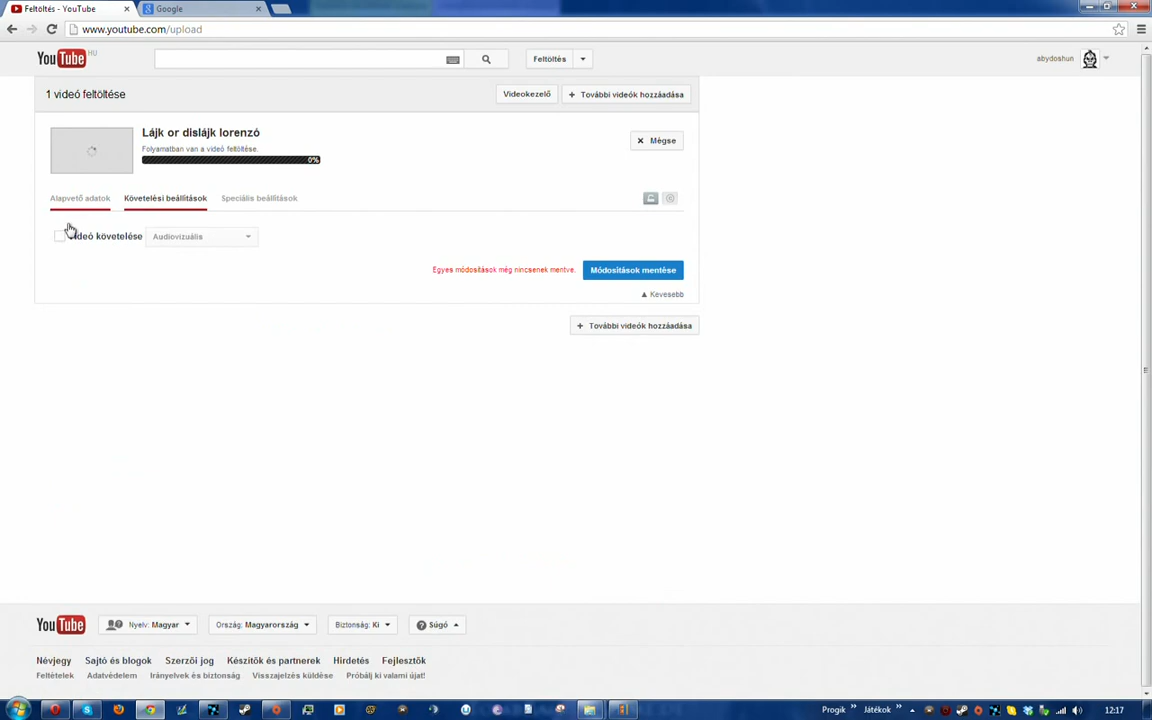 Feltöltés - YouTube
Google
www.youtube.com/upload
YouTube HU
Feltöltés
abydoshun
1 videó feltöltése
Videokezelő
+ További videók hozzáadása
Lájk or dislájk lorenzó
Folyamatban van a videó feltöltése.
0%
Mégse
Alapvető adatok
Követelési beállítások
Speciális beállítások
Videó követelése
Audiovizuális
Egyes módosítások még nincsenek mentve.
Módosítások mentése
▲ Kevesebb
+ További videók hozzáadása
YouTube
Nyelv: Magyar
Ország: Magyarország
Biztonság: Ki
Súgó
Névjegy
Sajtó és blogok
Szerzői jog
Készítők és partnerek
Hirdetés
Fejlesztők
Feltételek
Adatvédelem
Irányelvek és biztonság
Visszajelzés küldése
Próbálj ki valami újat!
Progik
Játékok
12:17